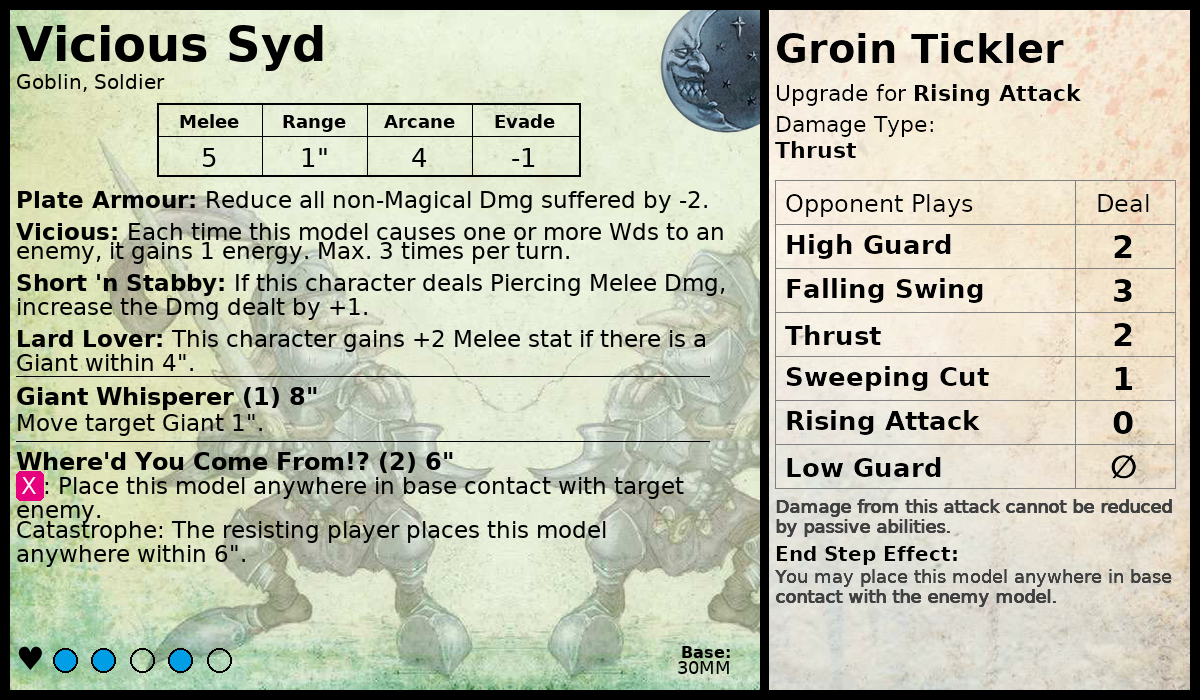 Vicious Syd
Goblin, Soldier
Melee Range Arcane Evade
5 1" 4 -1
Plate Armour: Reduce all non-Magical Dmg suffered by -2.
Vicious: Each time this model causes one or more Wds to an
enemy, it gains 1 energy. Max. 3 times per turn.
Short 'n Stabby: If this character deals Piercing Melee Dmg,
increase the Dmg dealt by +1.
Lard Lover: This character gains +2 Melee stat if there is a
Giant within 4".
Giant Whisperer (1) 8"
Move target Giant 1".
Where'd You Come From!? (2) 6"
X: Place this model anywhere in base contact with target
enemy.
Catastrophe: The resisting player places this model
anywhere within 6".
Base:
30MM
Groin Tickler
Upgrade for Rising Attack
Damage Type:
Thrust
Opponent Plays Deal
High Guard 2
Falling Swing 3
Thrust 2
Sweeping Cut 1
Rising Attack 0
Low Guard ∅
Damage from this attack cannot be reduced
by passive abilities.
End Step Effect:
You may place this model anywhere in base
contact with the enemy model.